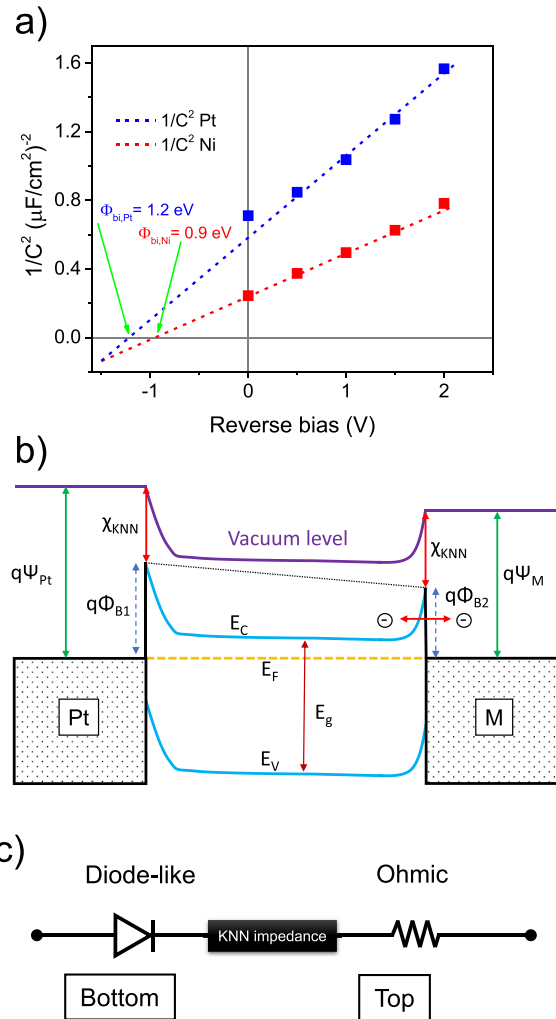 a)
1.6
1.2
0.8
0.4
0.0
1/C² (μF/cm²)⁻²
1/C² Pt
1/C² Ni
Φbi,Pt= 1.2 eV
Φbi,Ni= 0.9 eV
-1
0
1
2
Reverse bias (V)
b)
χKNN
Vacuum level
χKNN
qΨPt
qΨM
qΦB1
qΦB2
EC
EF
Eg
EV
Pt
M
c)
Diode-like
Ohmic
KNN impedance
Bottom
Top